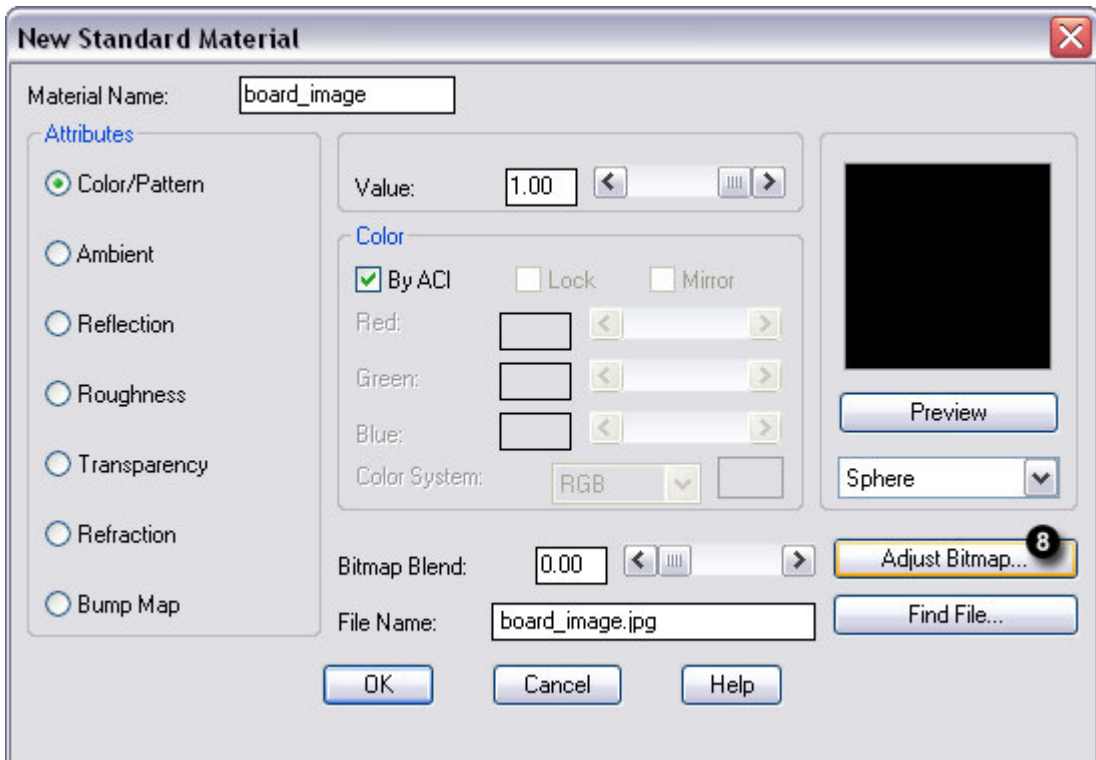 New Standard Material
Material Name: board_image
Attributes
Color/Pattern
Ambient
Reflection
Roughness
Transparency
Refraction
Bump Map
Value: 1.00
Color
By ACI Lock Mirror
Red:
Green:
Blue:
Color System: RGB
Preview
Sphere
Bitmap Blend: 0.00
Adjust Bitmap... 8
File Name: board_image.jpg
Find File...
OK Cancel Help